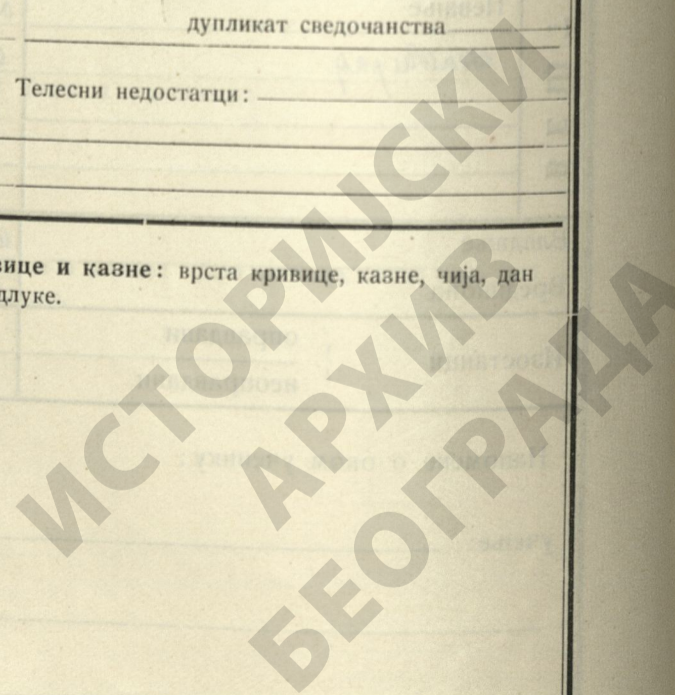 дупликат сведочанства
Телесни недостатци:
вице и казне: врста кривице, казне, чија, дан
длуке.
ИСТОРИЈСКИ
АРХИВ
БЕОГРАДА